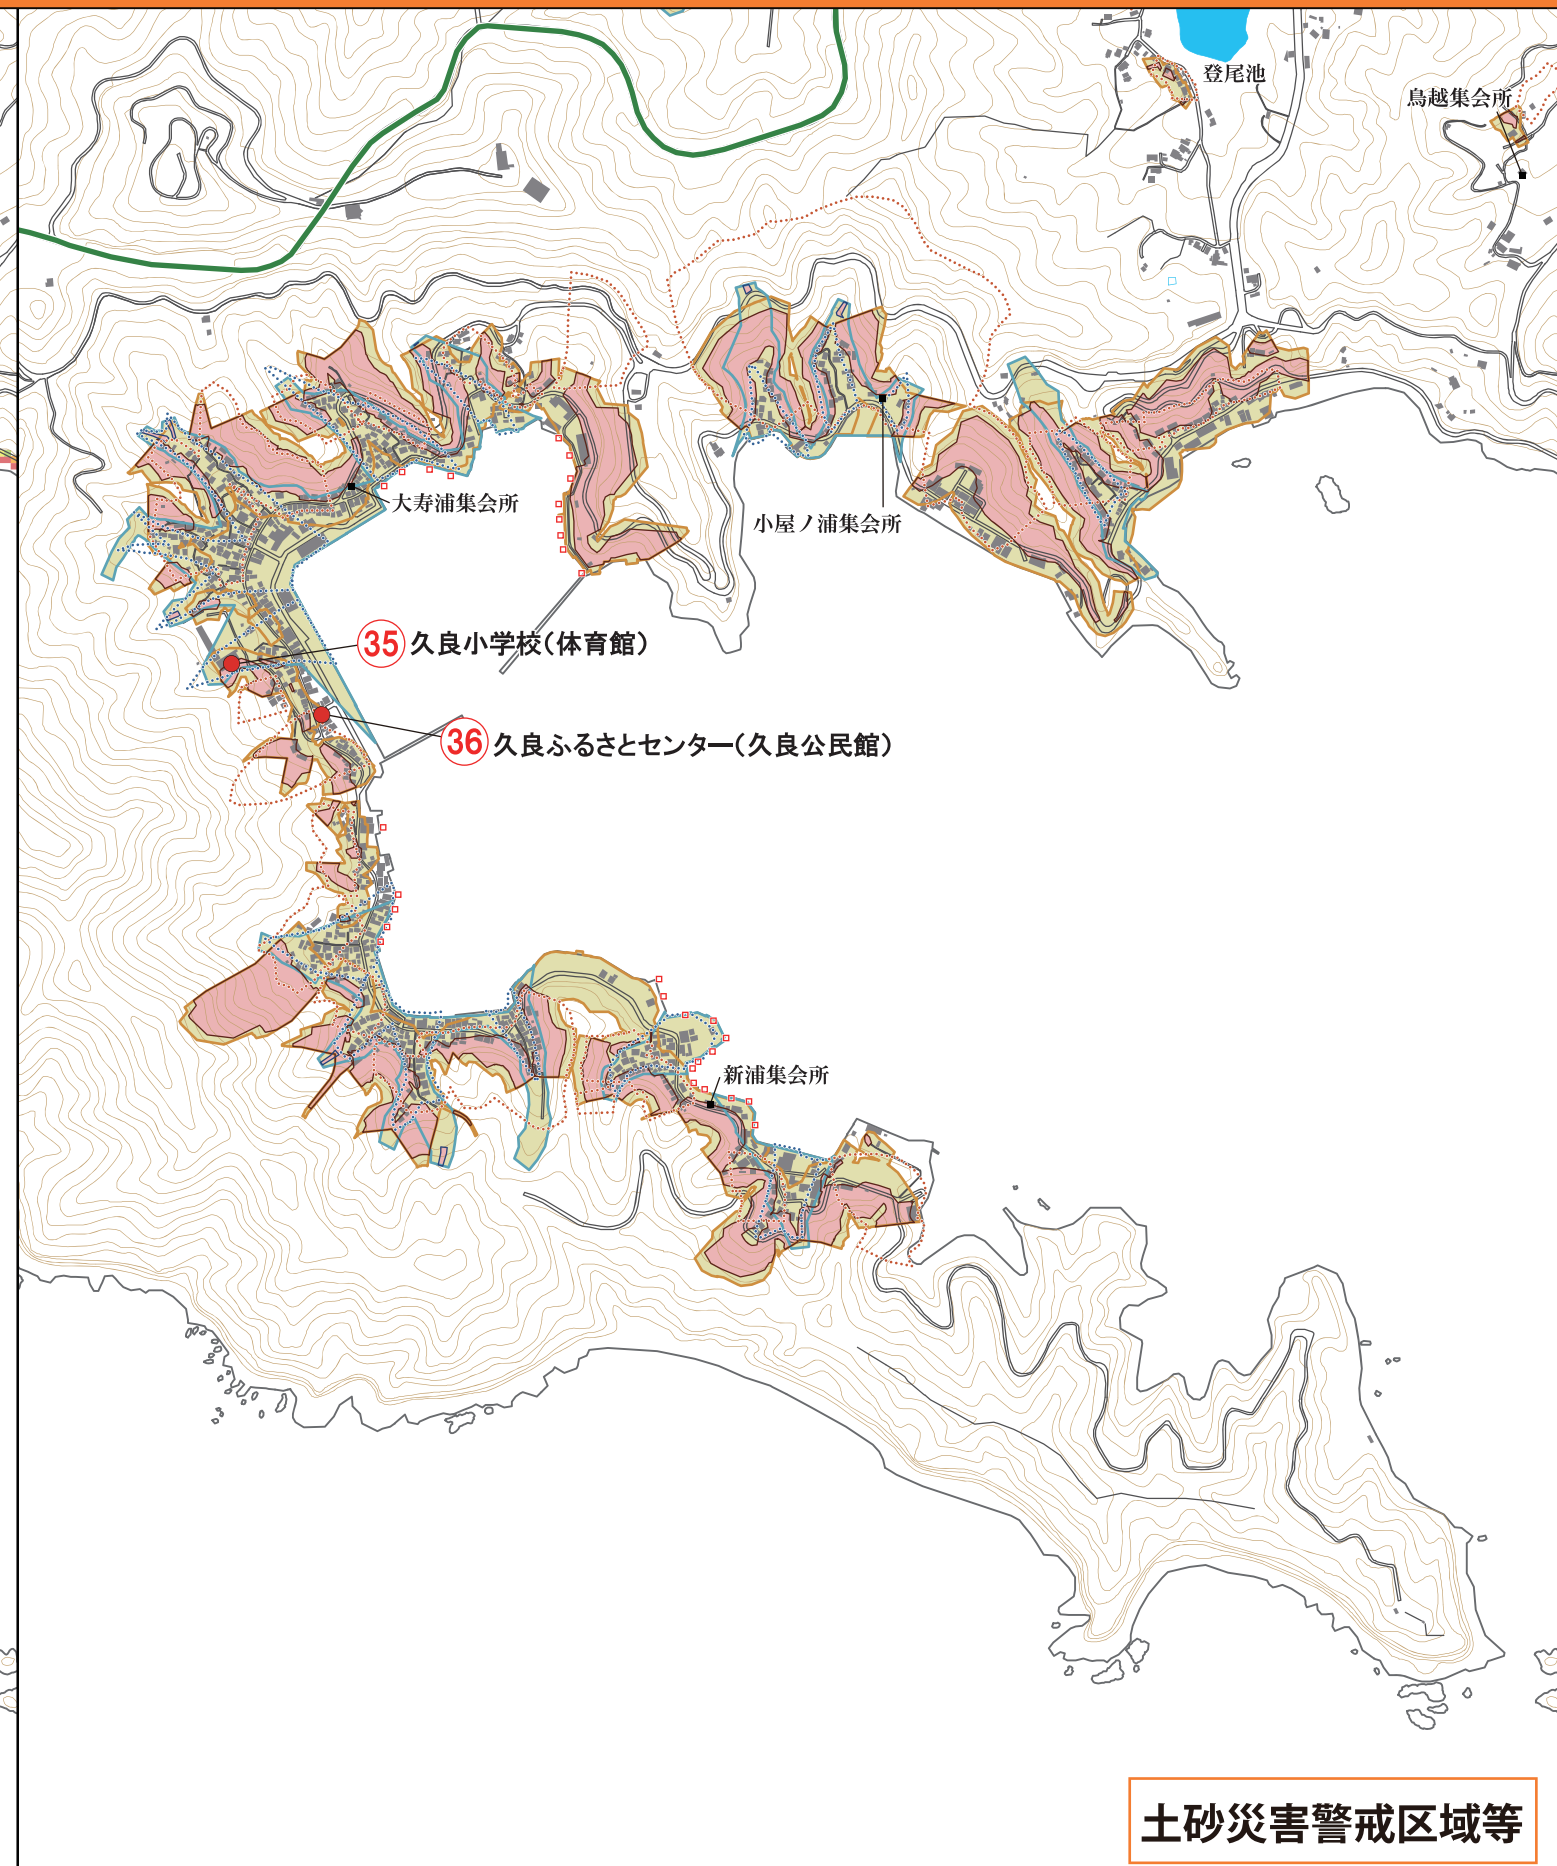 登尾池
鳥越集会所
大寿浦集会所
小屋ノ浦集会所
35 久良小学校(体育館)
36 久良ふるさとセンター(久良公民館)
新浦集会所
土砂災害警戒区域等